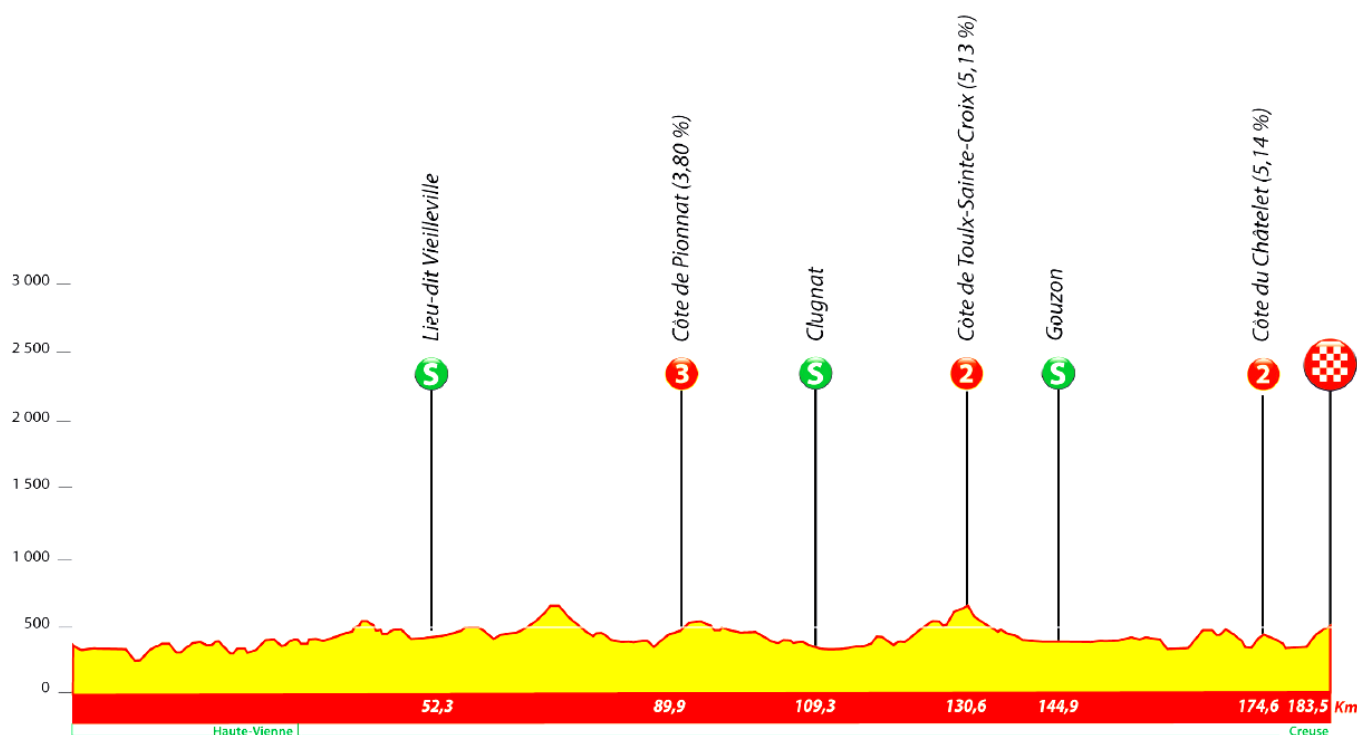 Lieu-dit Vieilleville
Côte de Pionnat (3,80 %)
Clugnat
Côte de Toulx-Sainte-Croix (5,13 %)
Gouzon
Côte du Châtelet (5,14 %)
S
3
S
2
S
2
3 000
2 500
2 000
1 500
1 000
500
0
52,3
89,9
109,3
130,6
144,9
174,6
183,5 Km
Haute-Vienne
Creuse